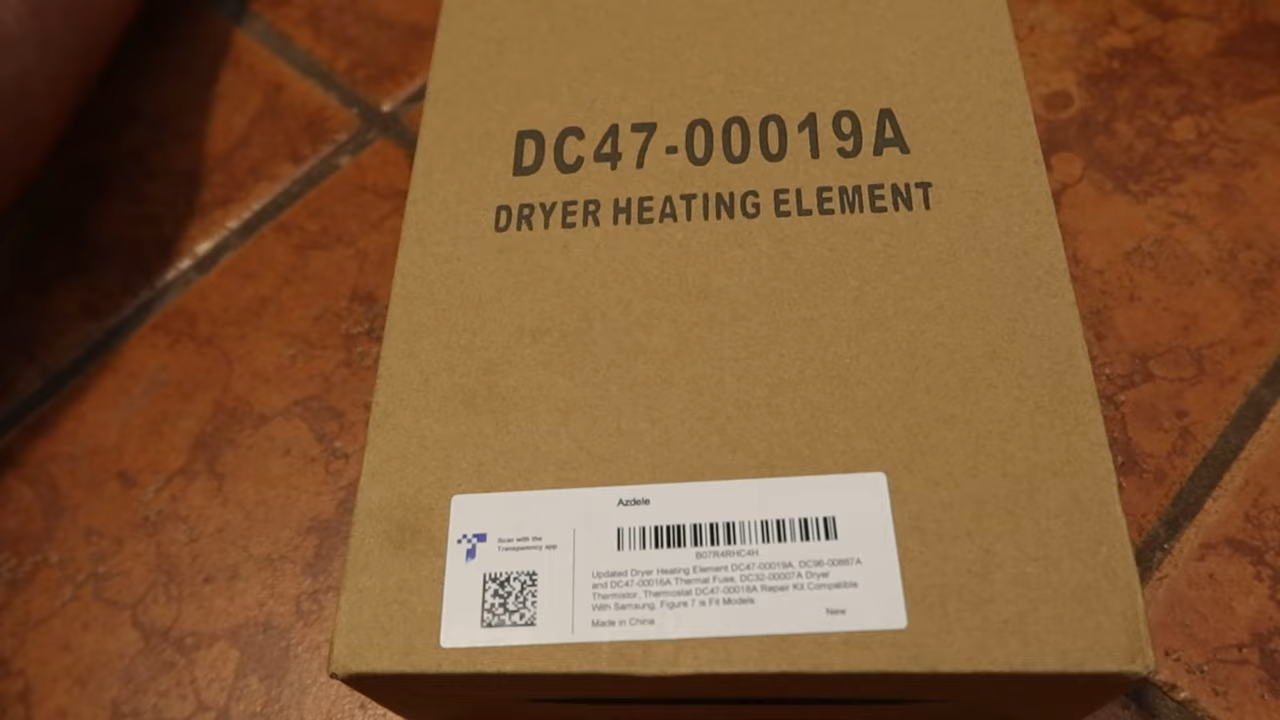 DC47-00019A
DRYER HEATING ELEMENT
Azdele
Scan with the
Transparency app
B07R4RHC4H
Updated Dryer Heating Element DC47-00019A, DC96-00887A
and DC47-00016A Thermal Fuse, DC32-00007A Dryer
Thermistor, Thermostat DC47-00018A Repair Kit Compatible
With Samsung, Figure 7 is Fit Models
New
Made in China